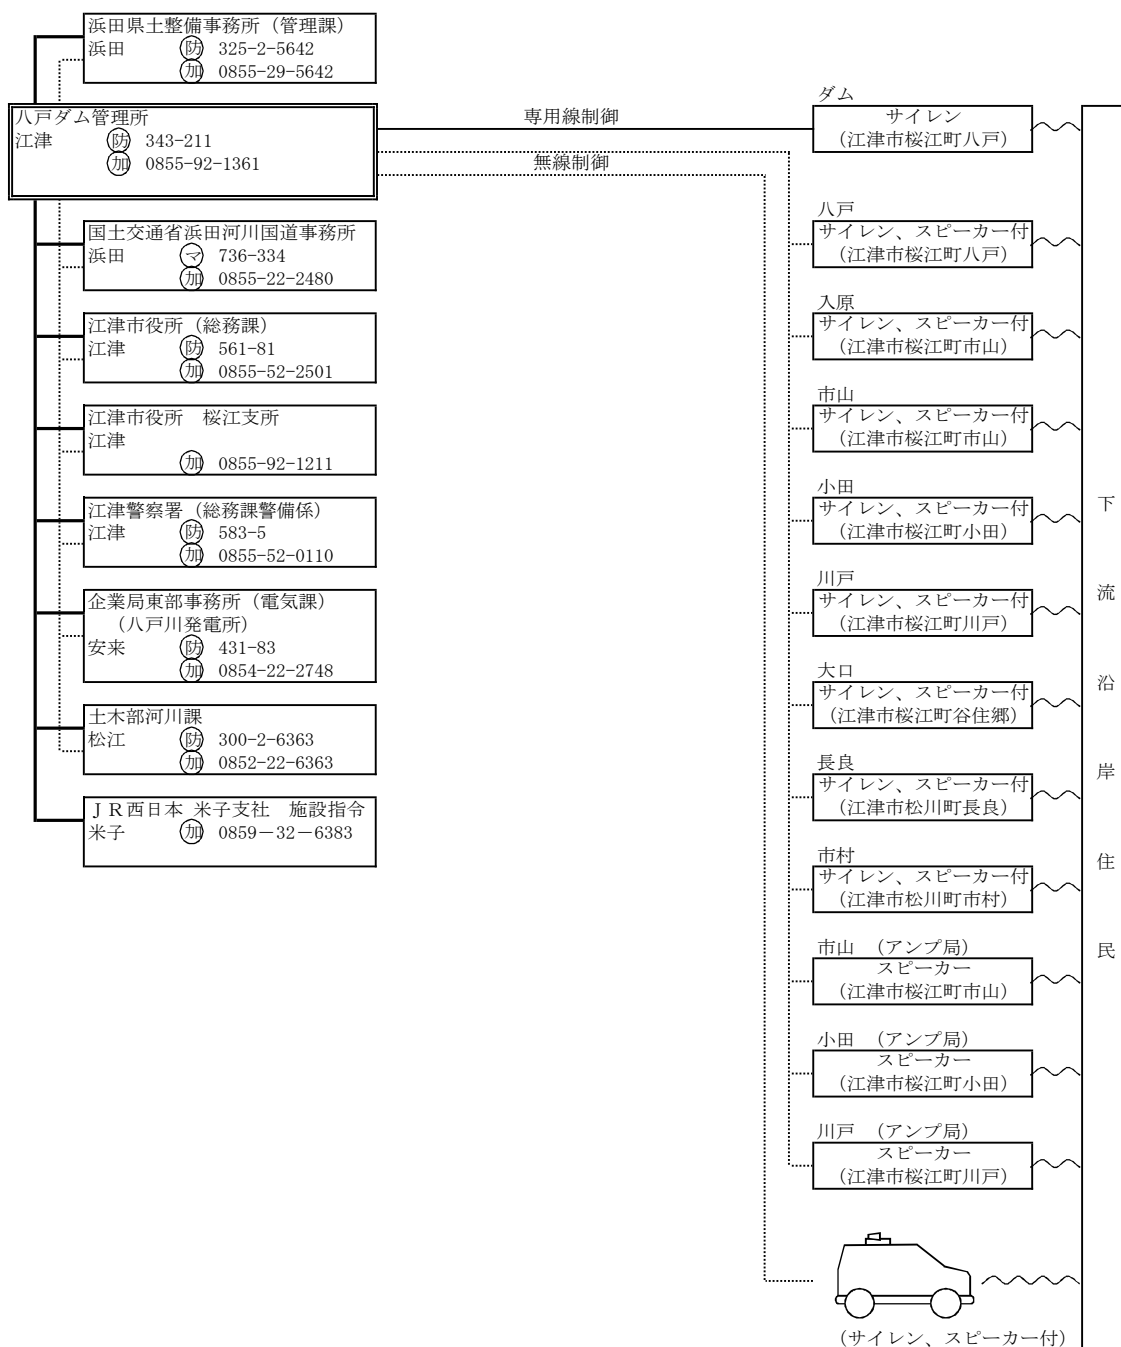 浜田県土整備事務所（管理課）
浜田 防 325-2-5642
加 0855-29-5642
八戸ダム管理所
江津 防 343-211
加 0855-92-1361
国土交通省浜田河川国道事務所
浜田 マ 736-334
加 0855-22-2480
江津市役所（総務課）
江津 防 561-81
加 0855-52-2501
江津市役所　桜江支所
江津
加 0855-92-1211
江津警察署（総務課警備係）
江津 防 583-5
加 0855-52-0110
企業局東部事務所（電気課）
（八戸川発電所）
安来 防 431-83
加 0854-22-2748
土木部河川課
松江 防 300-2-6363
加 0852-22-6363
ＪＲ西日本 米子支社　施設指令
米子 加 0859－32－6383
専用線制御
無線制御
ダム
サイレン
（江津市桜江町八戸）
八戸
サイレン、スピーカー付
（江津市桜江町八戸）
入原
サイレン、スピーカー付
（江津市桜江町市山）
市山
サイレン、スピーカー付
（江津市桜江町市山）
小田
サイレン、スピーカー付
（江津市桜江町小田）
川戸
サイレン、スピーカー付
（江津市桜江町川戸）
大口
サイレン、スピーカー付
（江津市桜江町谷住郷）
長良
サイレン、スピーカー付
（江津市松川町長良）
市村
サイレン、スピーカー付
（江津市松川町市村）
市山　（アンプ局）
スピーカー
（江津市桜江町市山）
小田　（アンプ局）
スピーカー
（江津市桜江町小田）
川戸　（アンプ局）
スピーカー
（江津市桜江町川戸）
（サイレン、スピーカー付）
下流沿岸住民